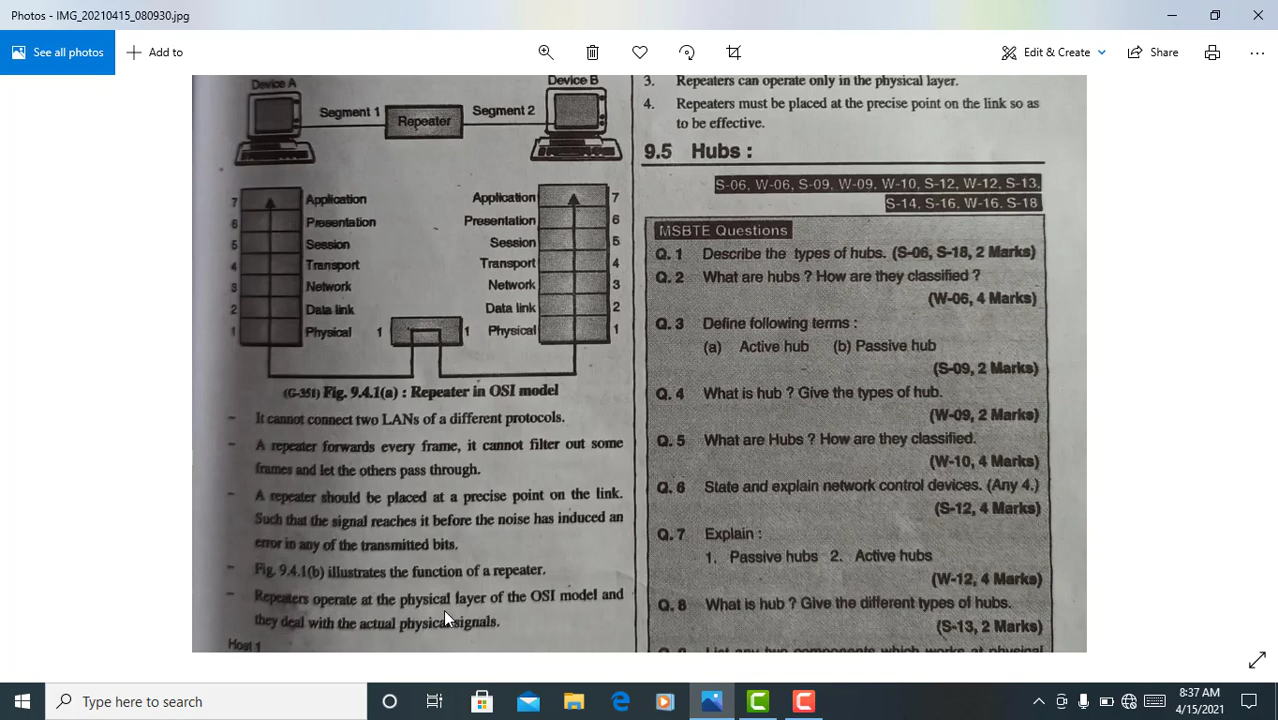 Photos - IMG_20210415_080930.jpg
See all photos
Add to
Edit & Create
Share
Device A
Device B
Segment 1
Repeater
Segment 2
7 Application
6 Presentation
5 Session
4 Transport
3 Network
2 Data link
1 Physical
1 1
Application 7
Presentation 6
Session 5
Transport 4
Network 3
Data link 2
Physical 1
(G-351) Fig. 9.4.1(a) : Repeater in OSI model
- It cannot connect two LANs of a different protocols.
- A repeater forwards every frame, it cannot filter out some
frames and let the others pass through.
- A repeater should be placed at a precise point on the link.
Such that the signal reaches it before the noise has induced an
error in any of the transmitted bits.
- Fig. 9.4.1(b) illustrates the function of a repeater.
- Repeaters operate at the physical layer of the OSI model and
they deal with the actual physical signals.
Host 1
3. Repeaters can operate only in the physical layer.
4. Repeaters must be placed at the precise point on the link so as
to be effective.
9.5 Hubs :
S-06, W-06, S-09, W-09, W-10, S-12, W-12, S-13,
S-14, S-16, W-16, S-18
MSBTE Questions
Q. 1 Describe the types of hubs. (S-06, S-18, 2 Marks)
Q. 2 What are hubs ? How are they classified ?
(W-06, 4 Marks)
Q. 3 Define following terms :
(a) Active hub (b) Passive hub
(S-09, 2 Marks)
Q. 4 What is hub ? Give the types of hub.
(W-09, 2 Marks)
Q. 5 What are Hubs ? How are they classified.
(W-10, 4 Marks)
Q. 6 State and explain network control devices. (Any 4.)
(S-12, 4 Marks)
Q. 7 Explain :
1. Passive hubs 2. Active hubs
(W-12, 4 Marks)
Q. 8 What is hub ? Give the different types of hubs.
(S-13, 2 Marks)
List any two components which works at physical
Type here to search
8:37 AM
4/15/2021